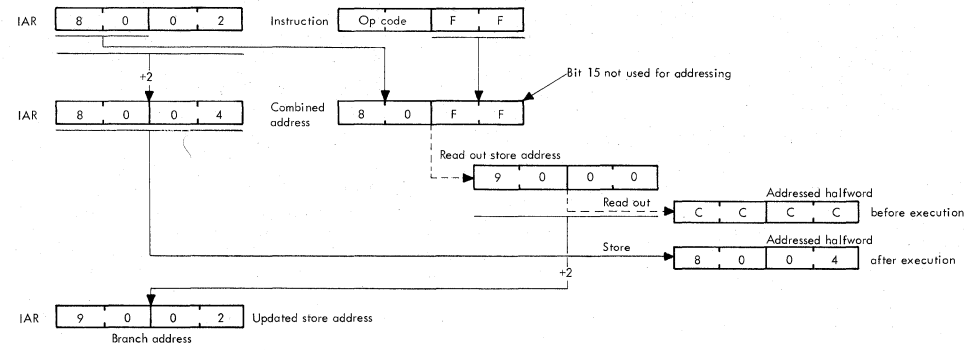 IAR 8 0 0 2 Instruction Op code F F
Bit 15 not used for addressing
+2
IAR 8 0 0 4 Combined address 8 0 F F
Read out store address
9 0 0 0
Addressed halfword
Read out C C C C before execution
Addressed halfword
Store 8 0 0 4 after execution
+2
IAR 9 0 0 2 Updated store address
Branch address